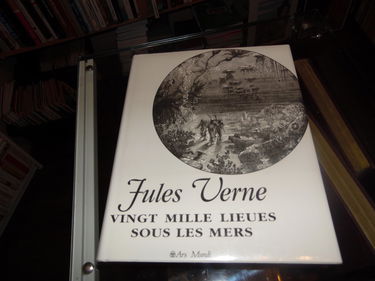 Jules Verne
VINGT MILLE LIEUES
SOUS LES MERS
Ars Mundi